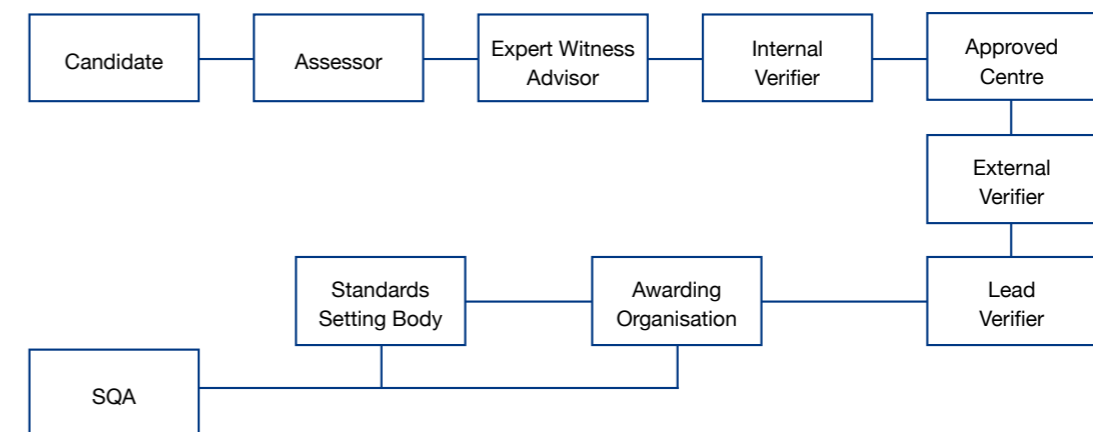 Candidate
Assessor
Expert Witness
Advisor
Internal
Verifier
Approved
Centre
External
Verifier
Lead
Verifier
Awarding
Organisation
Standards
Setting Body
SQA